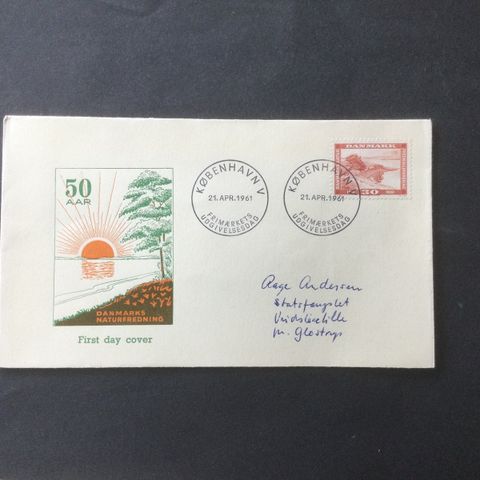 50
AAR
DANMARKS
NATURFREDNING
First day cover
KØBENHAVN V
21.APR.1961
FRIMÆRKETS
UDGIVELSESDAG
KØBENHAVN V
21.APR.1961
FRIMÆRKETS
UDGIVELSESDAG
DANMARK
30
Aage Andersen
Statsfængslet
Vridsløselille
pr. Glostrup